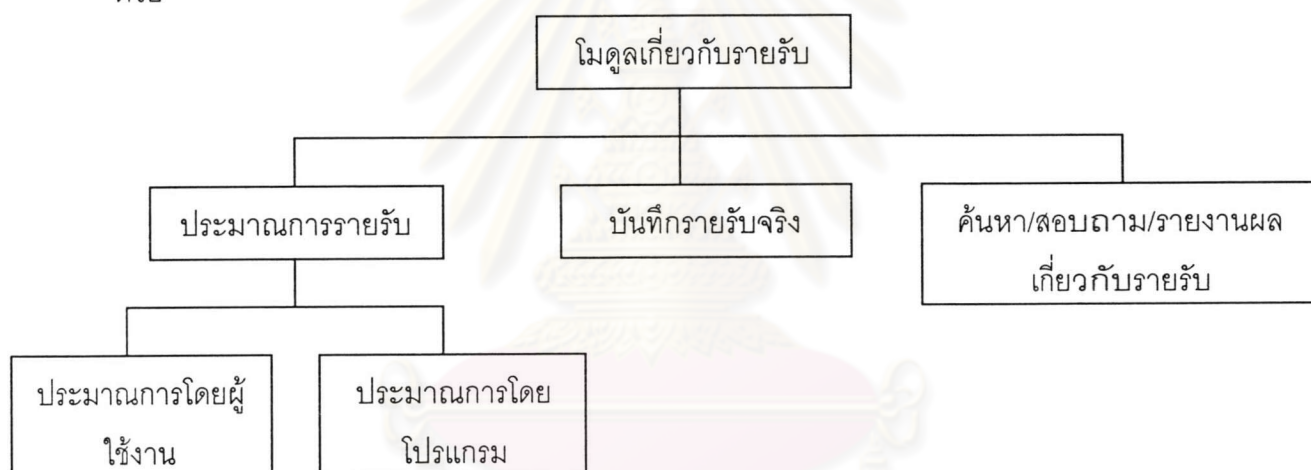 โมดูลเกี่ยวกับรายรับ
ประมาณการรายรับ
บันทึกรายรับจริง
ค้นหา/สอบถาม/รายงานผล
เกี่ยวกับรายรับ
ประมาณการโดยผู้
ใช้งาน
ประมาณการโดย
โปรแกรม